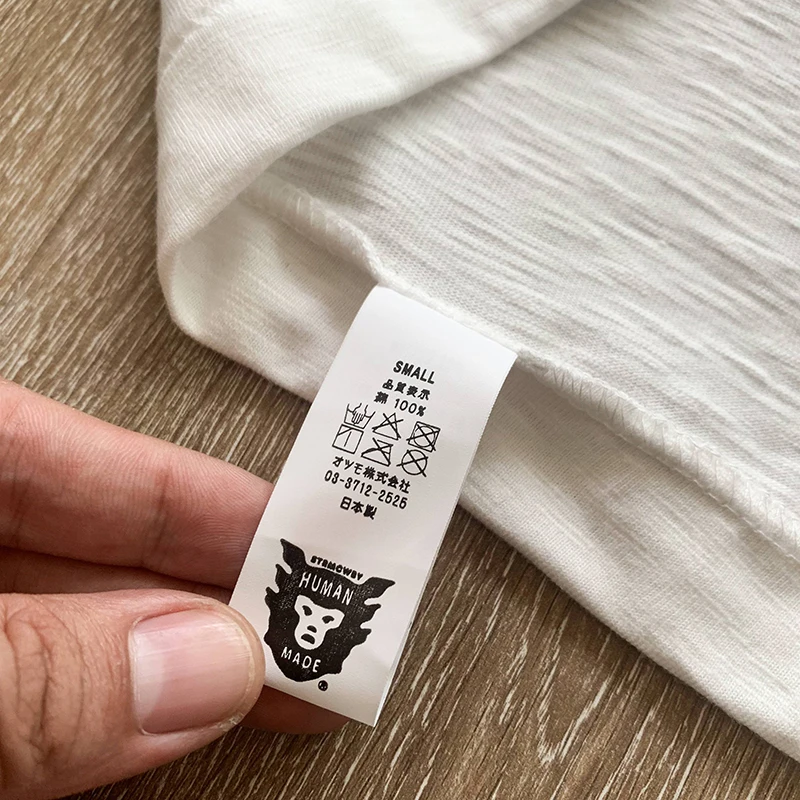 SMALL
品質表示
綿 100%
オツモ株式会社
03-3712-2525
日本製
STRMCWBY
HUMAN
MADE